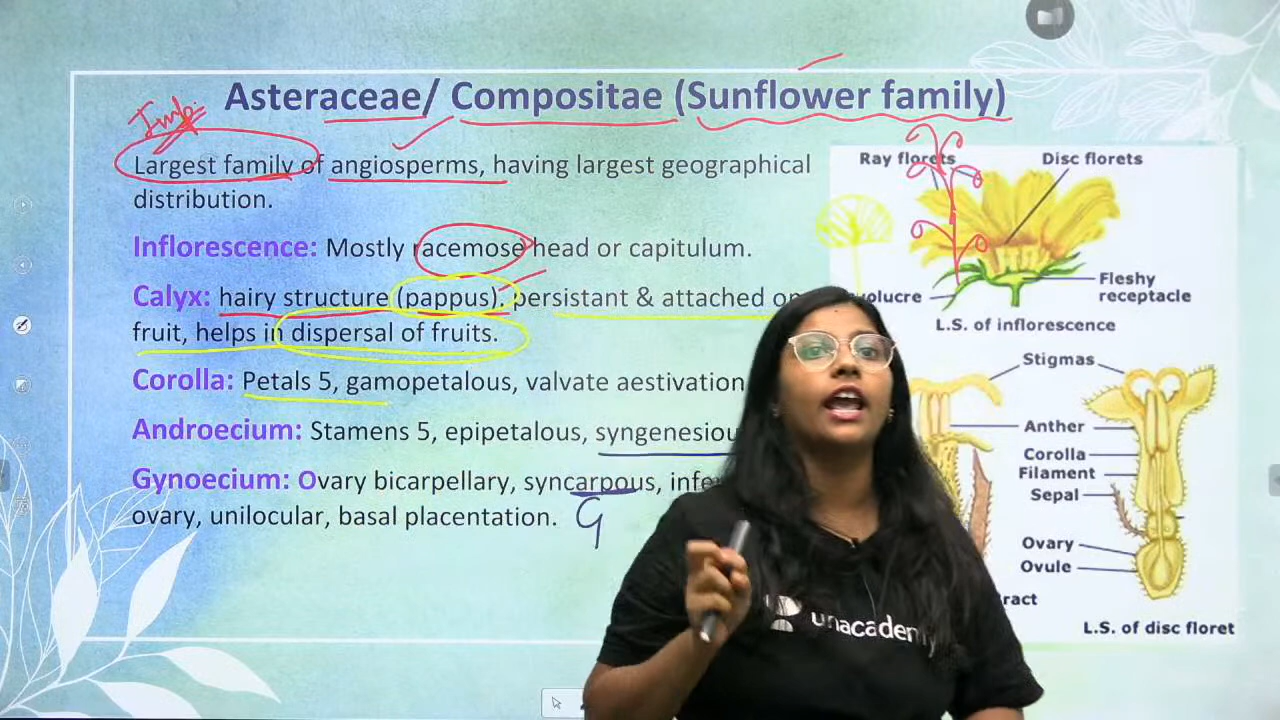 Asteraceae/ Compositae (Sunflower family)
Imp
Largest family of angiosperms, having largest geographical
distribution.
Inflorescence: Mostly racemose head or capitulum.
Calyx: hairy structure (pappus). persistant & attached on
fruit, helps in dispersal of fruits.
Corolla: Petals 5, gamopetalous, valvate aestivation
Androecium: Stamens 5, epipetalous, syngenesiou
Gynoecium: Ovary bicarpellary, syncarpous, infe
ovary, unilocular, basal placentation.
G
Ray florets
Disc florets
volucre
Fleshy
receptacle
L.S. of inflorescence
Stigmas
Anther
Corolla
Filament
Sepal
Ovary
Ovule
ract
L.S. of disc floret
unacademy